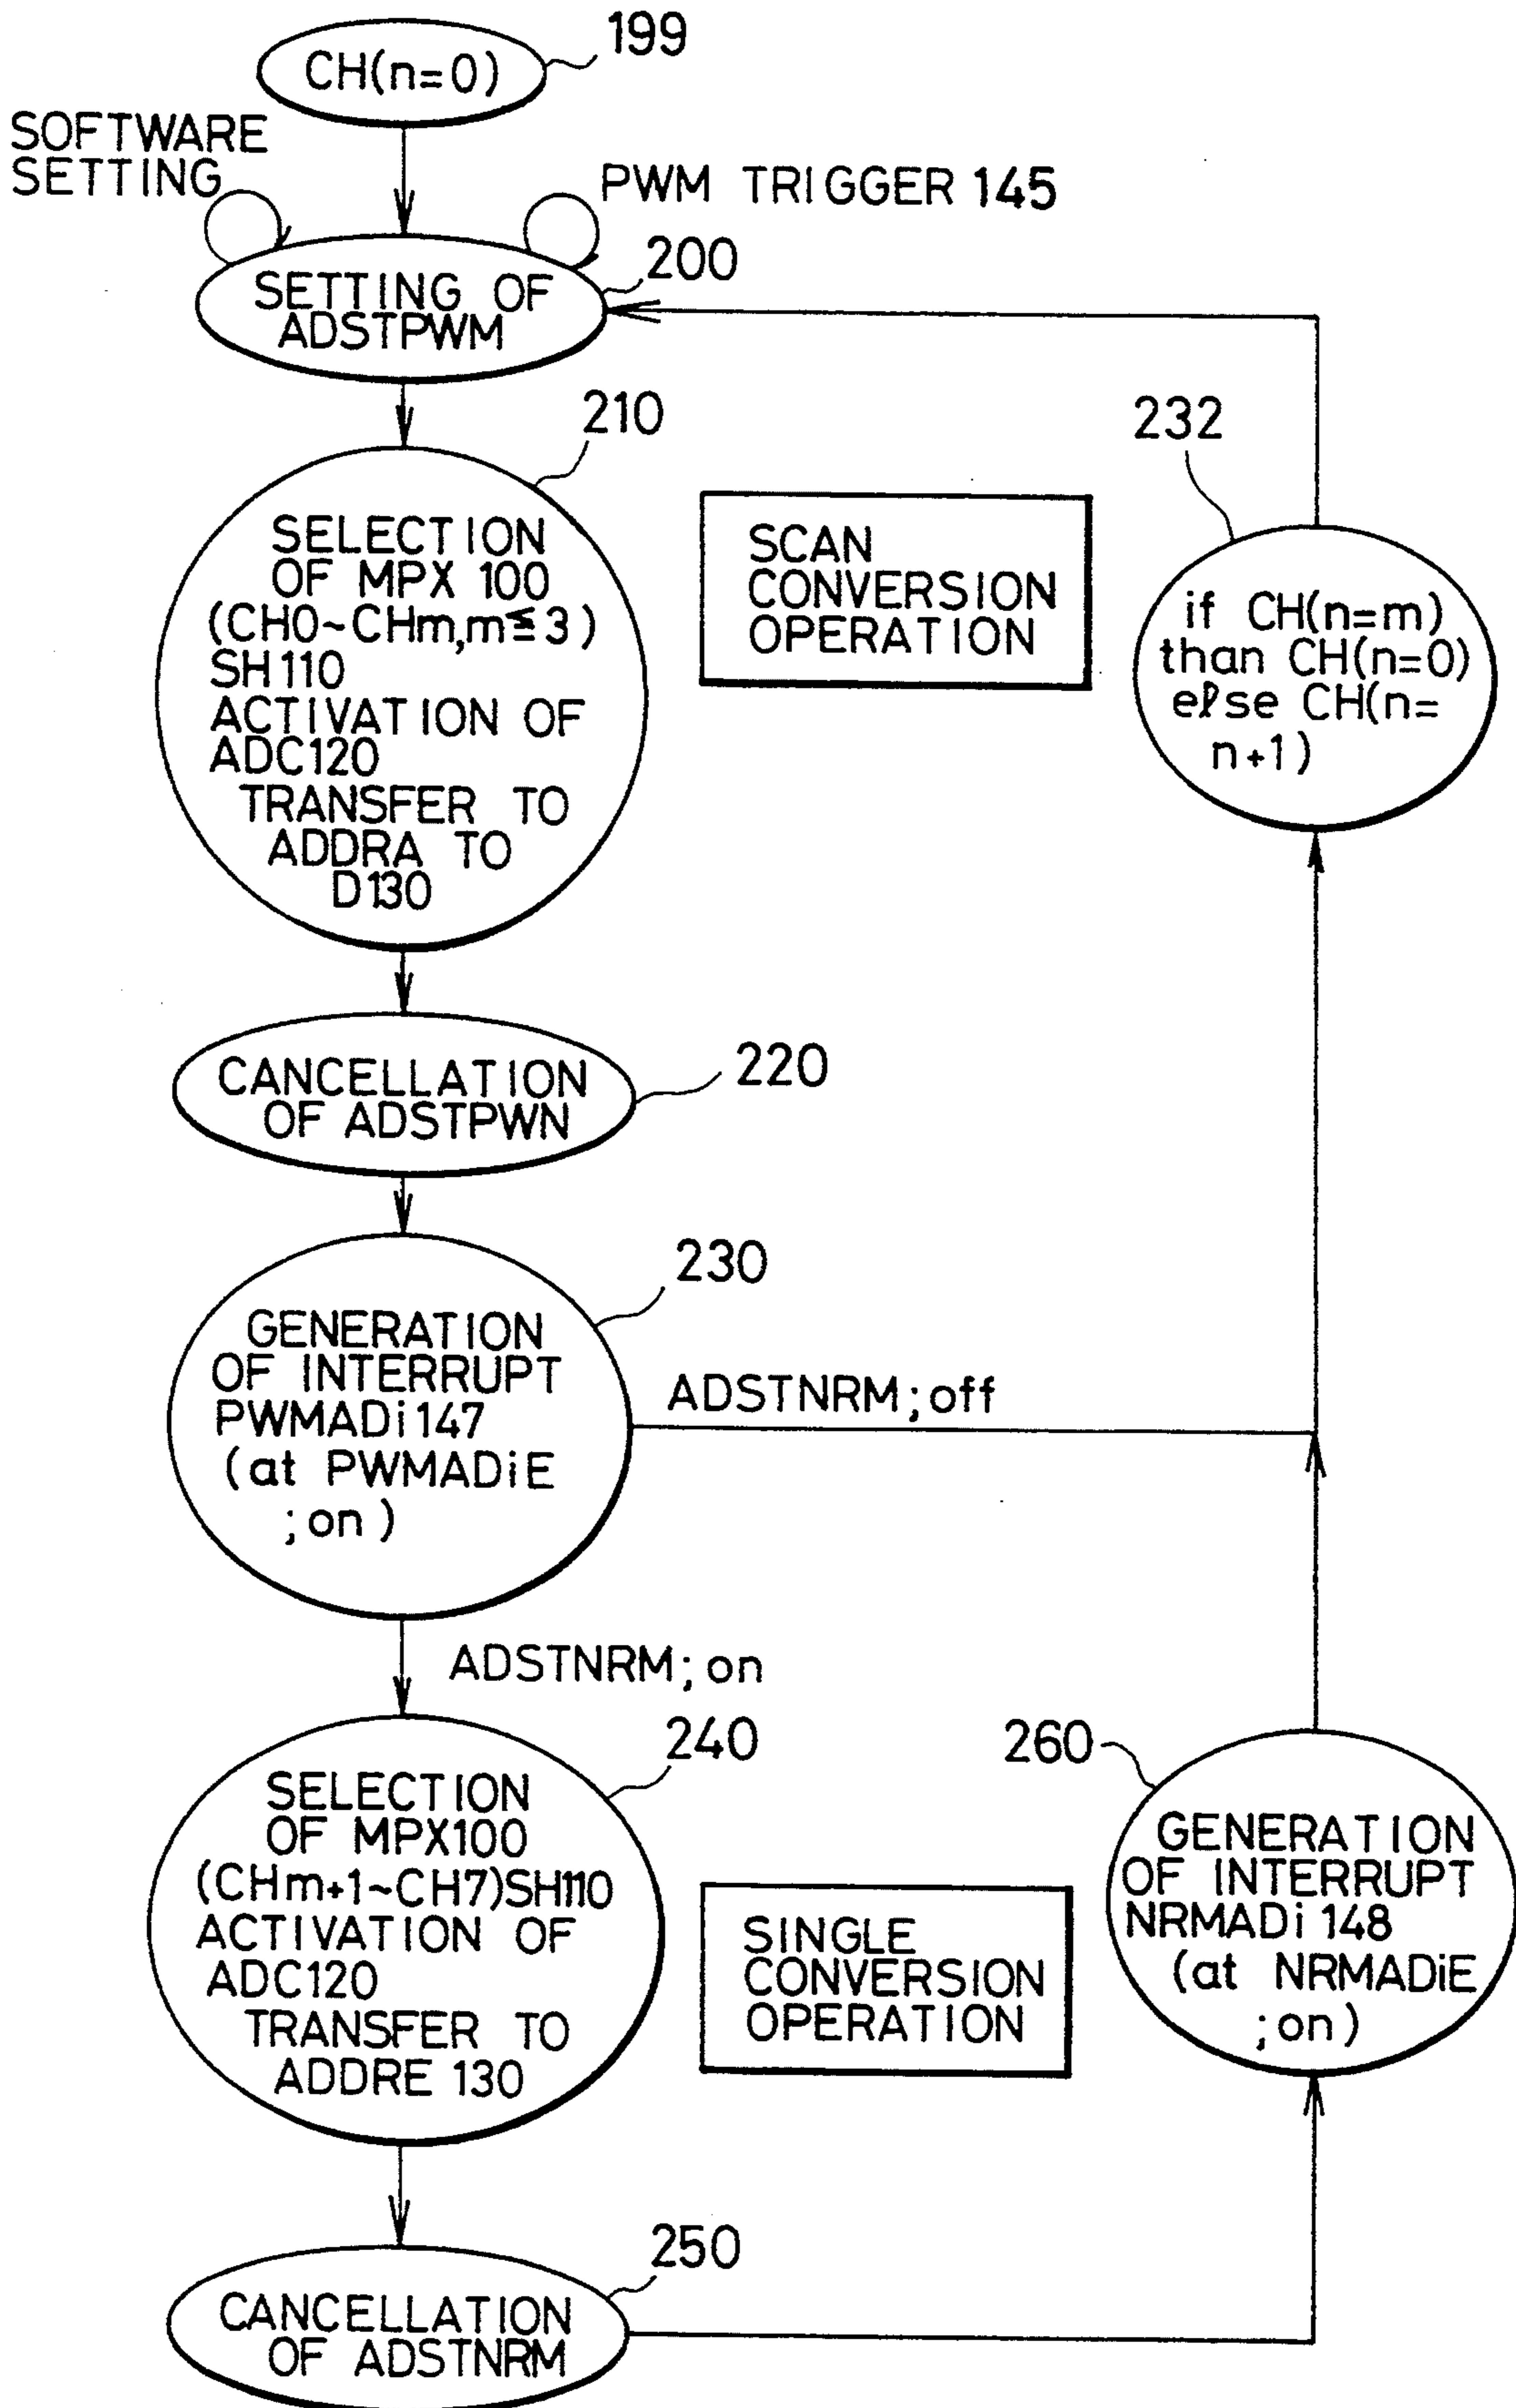 CH(n=0)
199
SOFTWARE
SETTING
PWM TRIGGER 145
SETTING OF
ADSTPWM
200
210
SELECTION
OF MPX 100
(CH0~CHm,m≦3)
SH110
ACTIVATION OF
ADC120
TRANSFER TO
ADDRA TO
D130
SCAN
CONVERSION
OPERATION
232
if CH(n=m)
than CH(n=0)
else CH(n=
n+1)
CANCELLATION
OF ADSTPWN
220
230
GENERATION
OF INTERRUPT
PWMADi147
(at PWMADiE
;on)
ADSTNRM;off
ADSTNRM;on
240
SELECTION
OF MPX100
(CHm+1~CH7)SH110
ACTIVATION OF
ADC120
TRANSFER TO
ADDRE 130
SINGLE
CONVERSION
OPERATION
260
GENERATION
OF INTERRUPT
NRMADi 148
(at NRMADiE
;on)
250
CANCELLATION
OF ADSTNRM